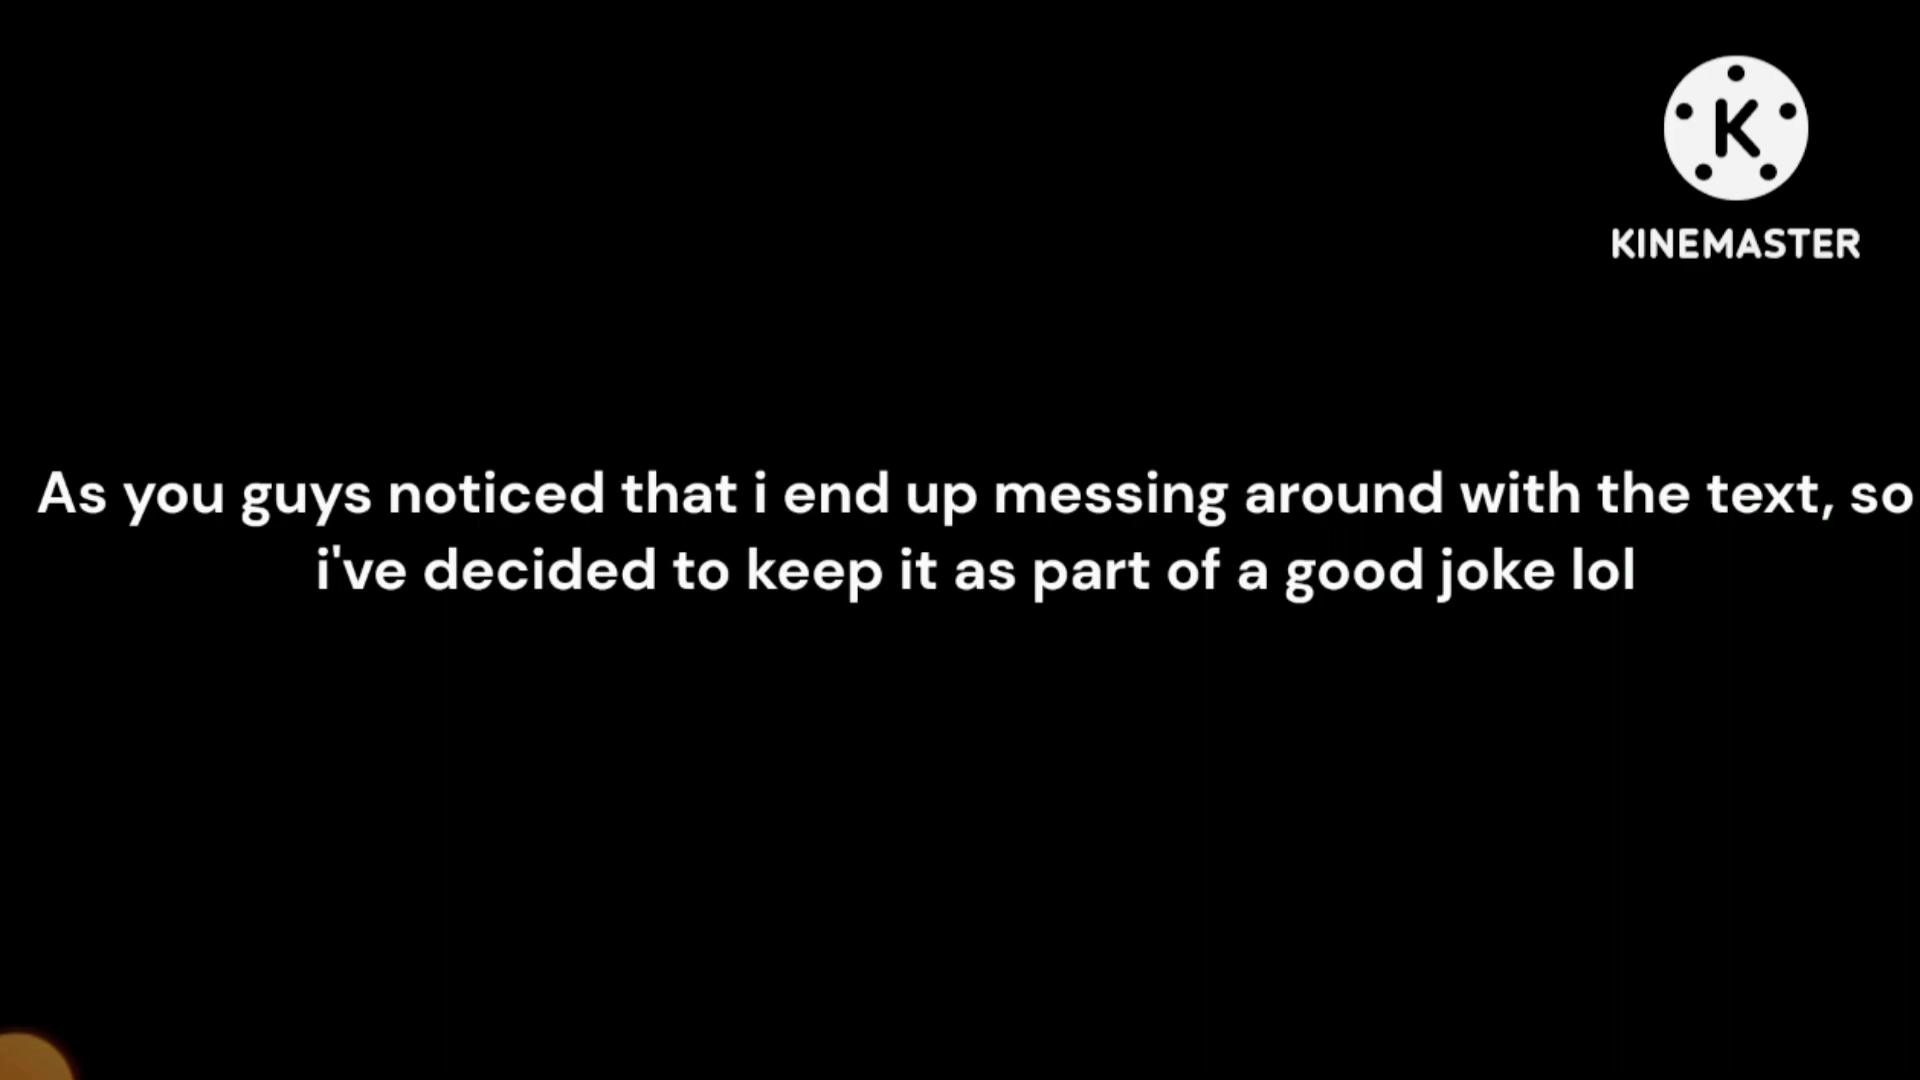 K
KINEMASTER
As you guys noticed that i end up messing around with the text, so
i've decided to keep it as part of a good joke lol